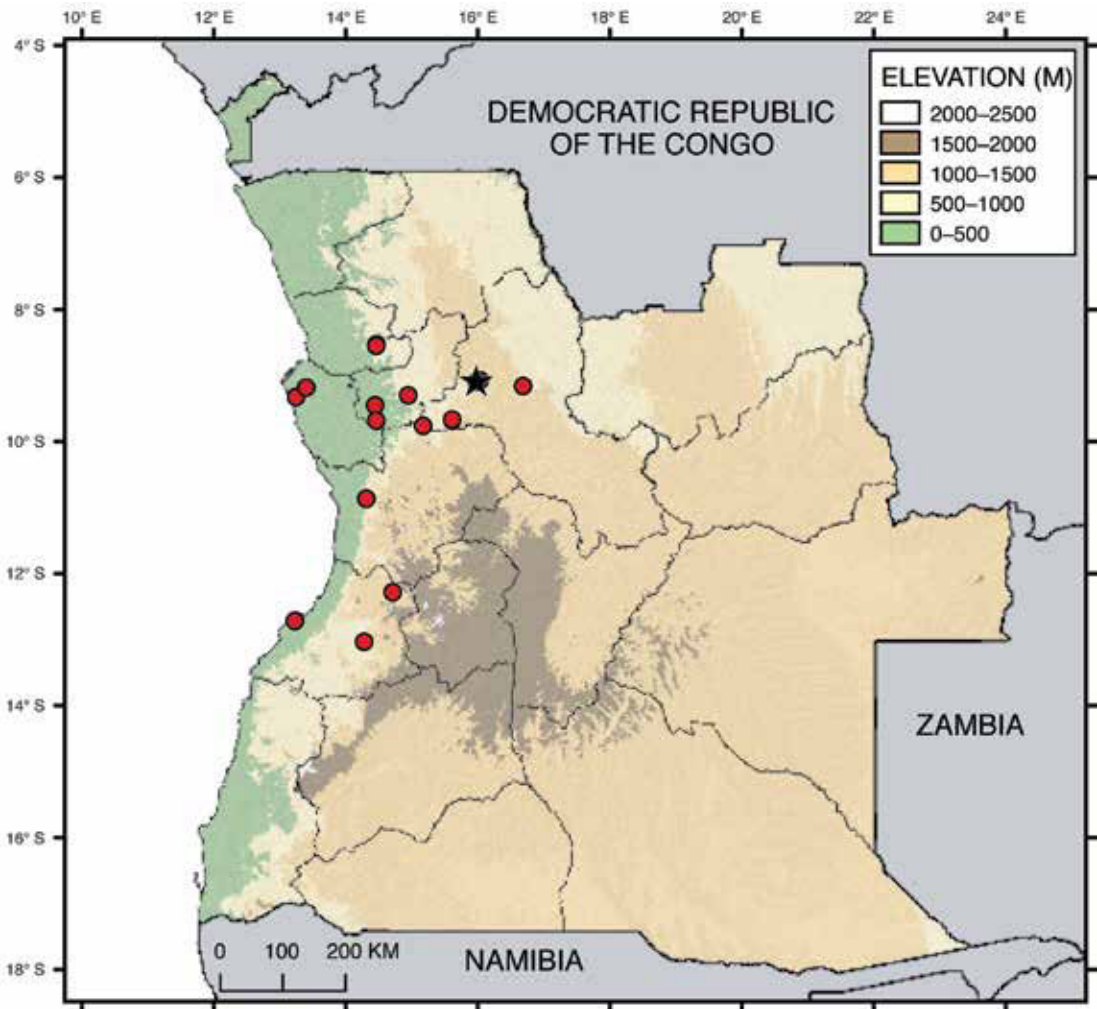 10° E 12° E 14° E 16° E 18° E 20° E 22° E 24° E
4° S
6° S
8° S
10° S
12° S
14° S
16° S
18° S
DEMOCRATIC REPUBLIC
OF THE CONGO
ELEVATION (M)
2000–2500
1500–2000
1000–1500
500–1000
0–500
ZAMBIA
NAMIBIA
0 100 200 KM